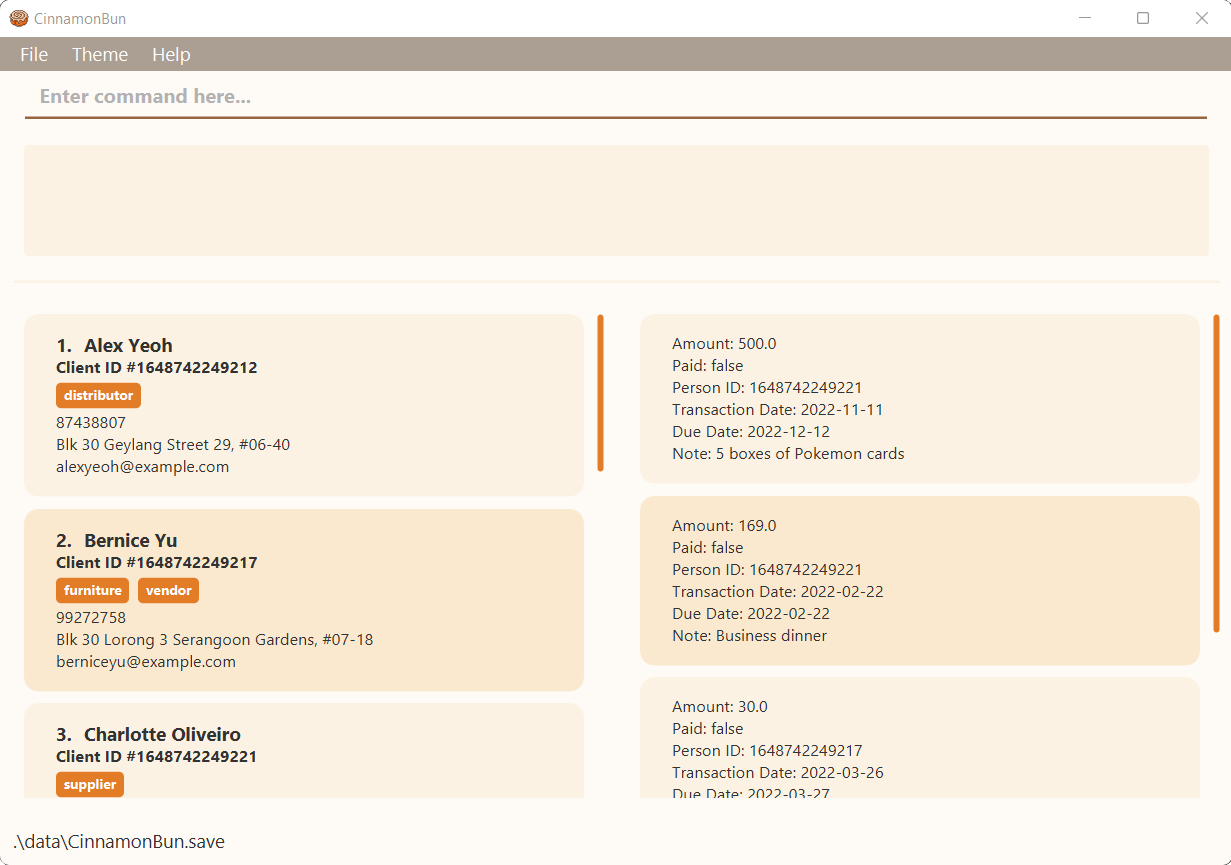 CinnamonBun
File Theme Help
Enter command here...
1. Alex Yeoh
Client ID #1648742249212
distributor
87438807
Blk 30 Geylang Street 29, #06-40
alexyeoh@example.com
2. Bernice Yu
Client ID #1648742249217
furniture vendor
99272758
Blk 30 Lorong 3 Serangoon Gardens, #07-18
berniceyu@example.com
3. Charlotte Oliveiro
Client ID #1648742249221
supplier
Amount: 500.0
Paid: false
Person ID: 1648742249221
Transaction Date: 2022-11-11
Due Date: 2022-12-12
Note: 5 boxes of Pokemon cards
Amount: 169.0
Paid: false
Person ID: 1648742249221
Transaction Date: 2022-02-22
Due Date: 2022-02-22
Note: Business dinner
Amount: 30.0
Paid: false
Person ID: 1648742249217
Transaction Date: 2022-03-26
Due Date: 2022-03-27
.\data\CinnamonBun.save